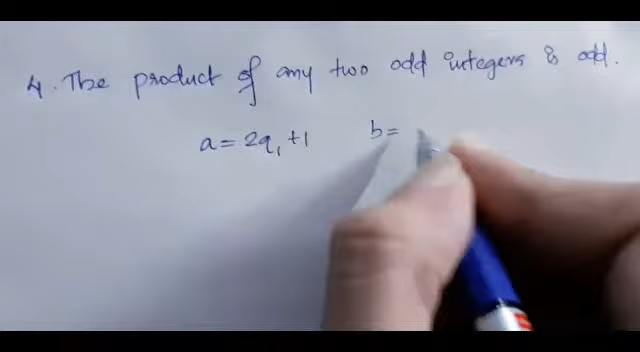 4. The product of any two odd integers is odd.
a = 2q₁ + 1 b =